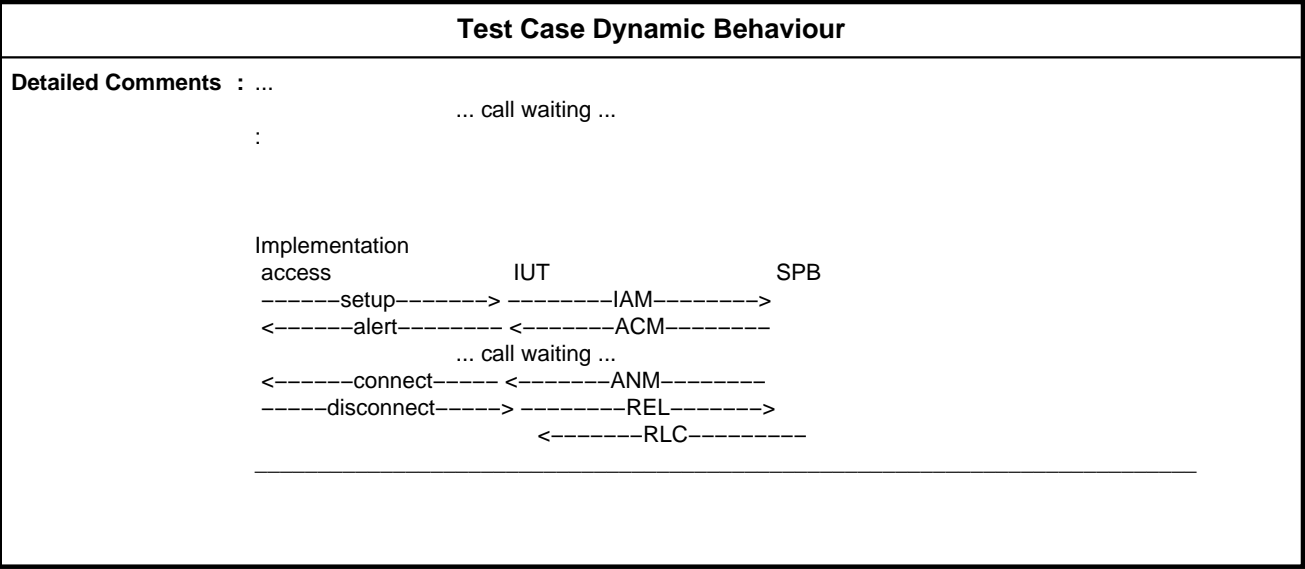 Test Case Dynamic Behaviour
Detailed Comments : ...
... call waiting ...
:
Implementation
access IUT SPB
−−−−−−setup−−−−−−−> −−−−−−−−IAM−−−−−−−−>
<−−−−−−alert−−−−−−−− <−−−−−−−ACM−−−−−−−−
... call waiting ...
<−−−−−−connect−−−−− <−−−−−−−ANM−−−−−−−−
−−−−−disconnect−−−−−> −−−−−−−−REL−−−−−−−>
<−−−−−−−RLC−−−−−−−−−
___________________________________________________________________________